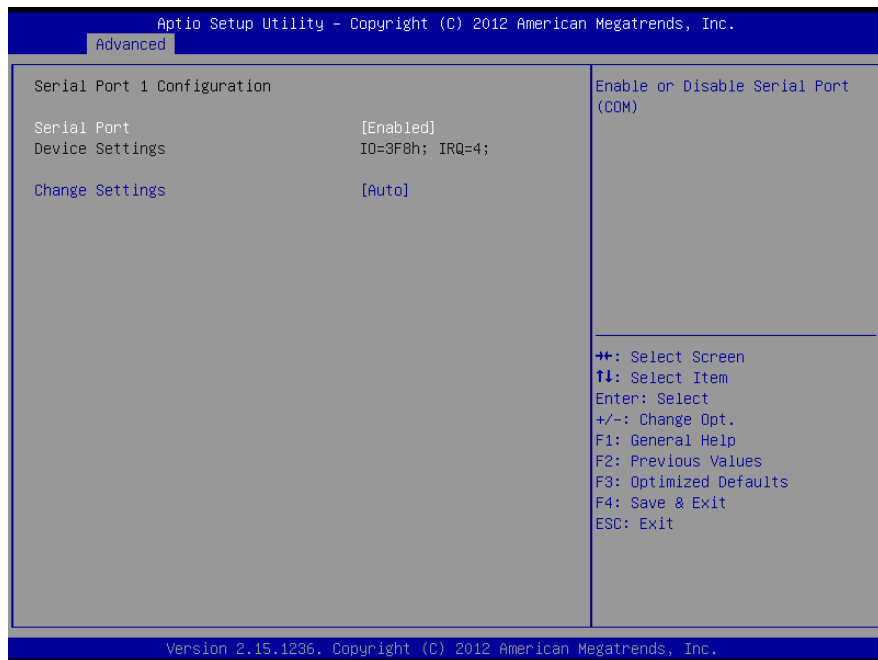 Aptio Setup Utility – Copyright (C) 2012 American Megatrends, Inc.
Advanced
Serial Port 1 Configuration
Serial Port [Enabled]
Device Settings IO=3F8h; IRQ=4;
Change Settings [Auto]
Enable or Disable Serial Port
(COM)
→←: Select Screen
↑↓: Select Item
Enter: Select
+/-: Change Opt.
F1: General Help
F2: Previous Values
F3: Optimized Defaults
F4: Save & Exit
ESC: Exit
Version 2.15.1236. Copyright (C) 2012 American Megatrends, Inc.